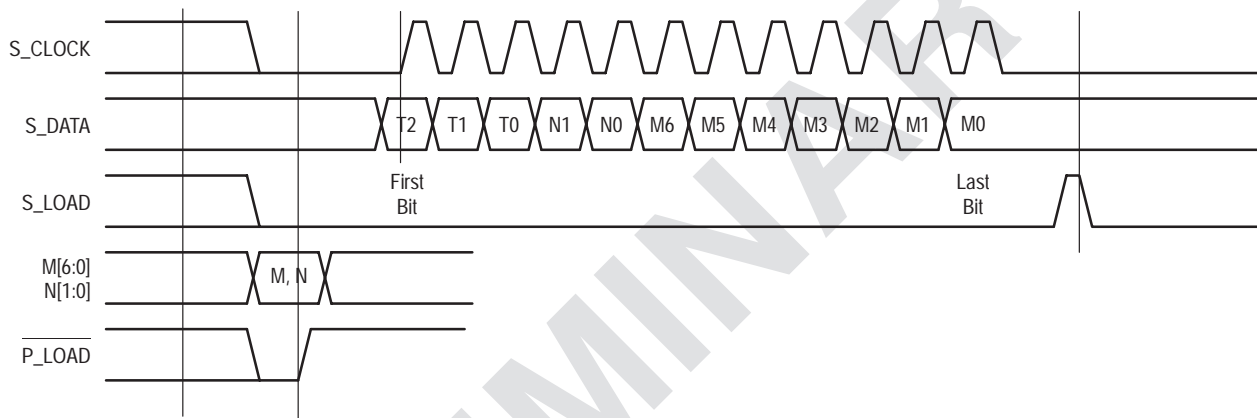 S_CLOCK
S_DATA
T2 T1 T0 N1 N0 M6 M5 M4 M3 M2 M1 M0
First
Bit
Last
Bit
S_LOAD
M[6:0]
N[1:0]
M, N
P_LOAD
MINAR